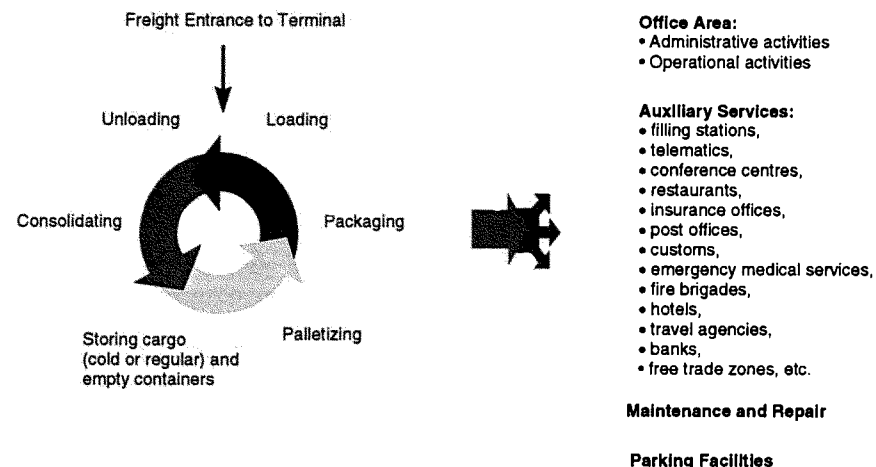 Freight Entrance to Terminal
Unloading
Loading
Consolidating
Packaging
Storing cargo
(cold or regular) and
empty containers
Palletizing
Office Area:
• Administrative activities
• Operational activities
Auxiliary Services:
• filling stations,
• telematics,
• conference centres,
• restaurants,
• insurance offices,
• post offices,
• customs,
• emergency medical services,
• fire brigades,
• hotels,
• travel agencies,
• banks,
• free trade zones, etc.
Maintenance and Repair
Parking Facilities